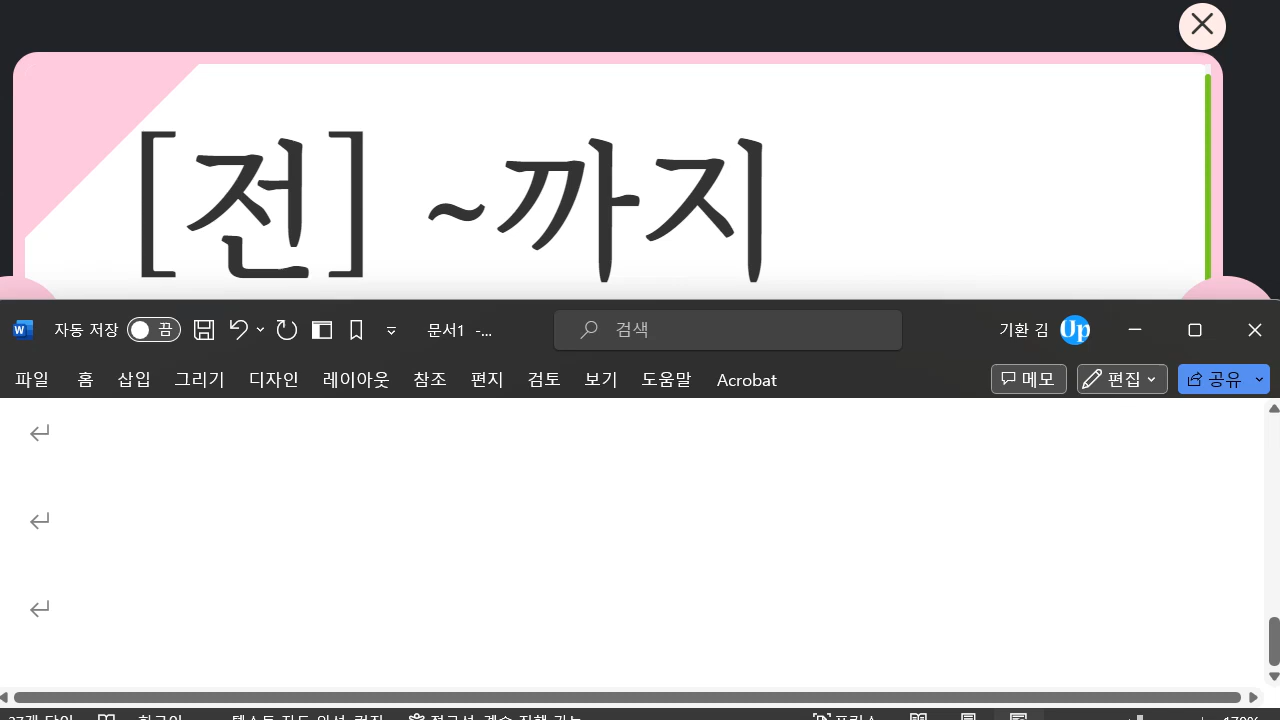 [전] ~까지
자동 저장 끔 문서1 -... 검색 기환 김 Up
파일 홈 삽입 그리기 디자인 레이아웃 참조 편지 검토 보기 도움말 Acrobat 메모 편집 공유